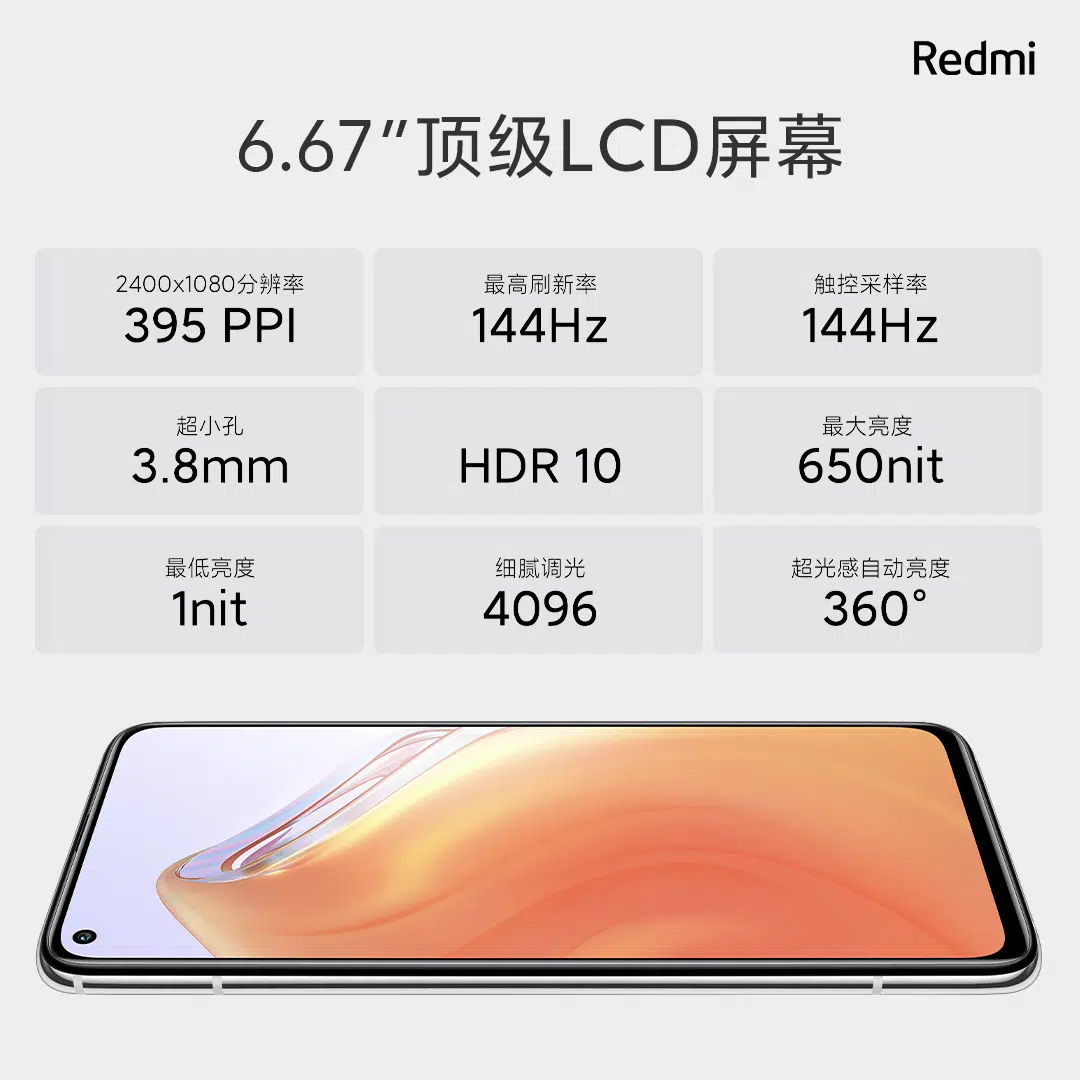 Redmi
6.67"顶级LCD屏幕
2400x1080分辨率
395 PPI
最高刷新率
144Hz
触控采样率
144Hz
超小孔
3.8mm
HDR 10
最大亮度
650nit
最低亮度
1nit
细腻调光
4096
超光感自动亮度
360°